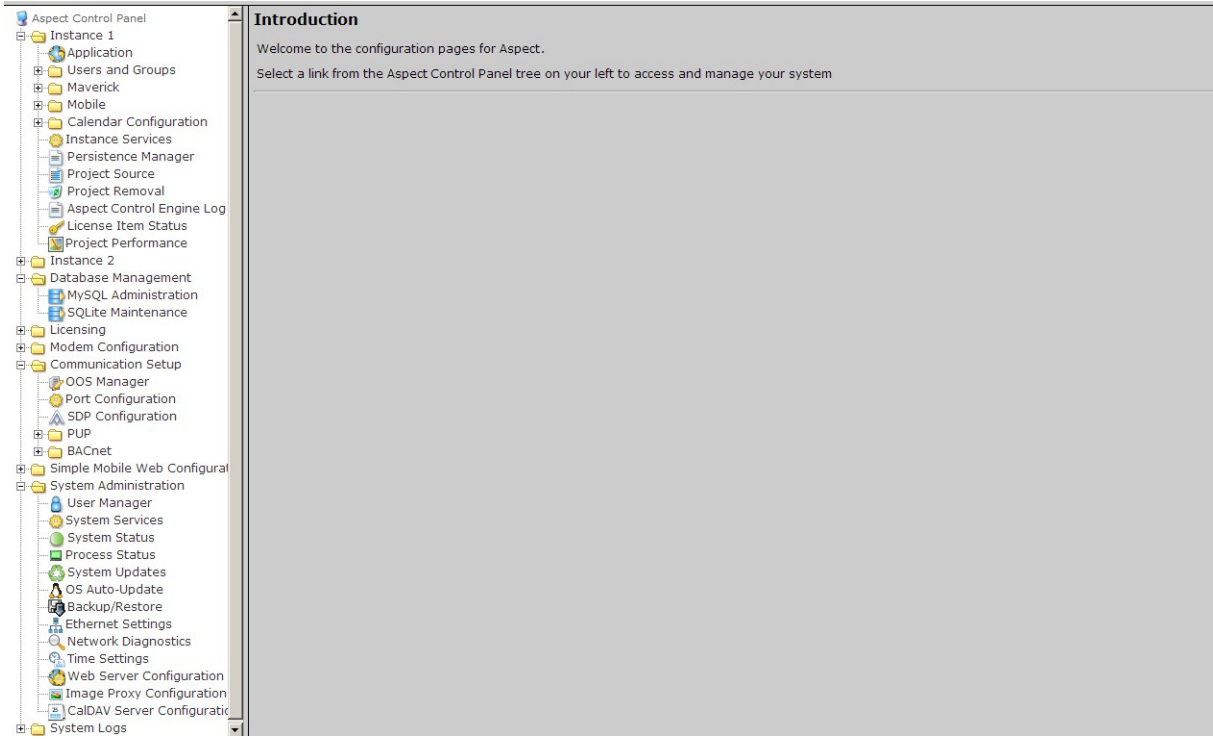 Aspect Control Panel
Instance 1
Application
Users and Groups
Maverick
Mobile
Calendar Configuration
Instance Services
Persistence Manager
Project Source
Project Removal
Aspect Control Engine Log
License Item Status
Project Performance
Instance 2
Database Management
MySQL Administration
SQLite Maintenance
Licensing
Modem Configuration
Communication Setup
OOS Manager
Port Configuration
SDP Configuration
PUP
BACnet
Simple Mobile Web Configurat
System Administration
User Manager
System Services
System Status
Process Status
System Updates
OS Auto-Update
Backup/Restore
Ethernet Settings
Network Diagnostics
Time Settings
Web Server Configuration
Image Proxy Configuration
CalDAV Server Configuratic
System Logs
Introduction
Welcome to the configuration pages for Aspect.
Select a link from the Aspect Control Panel tree on your left to access and manage your system